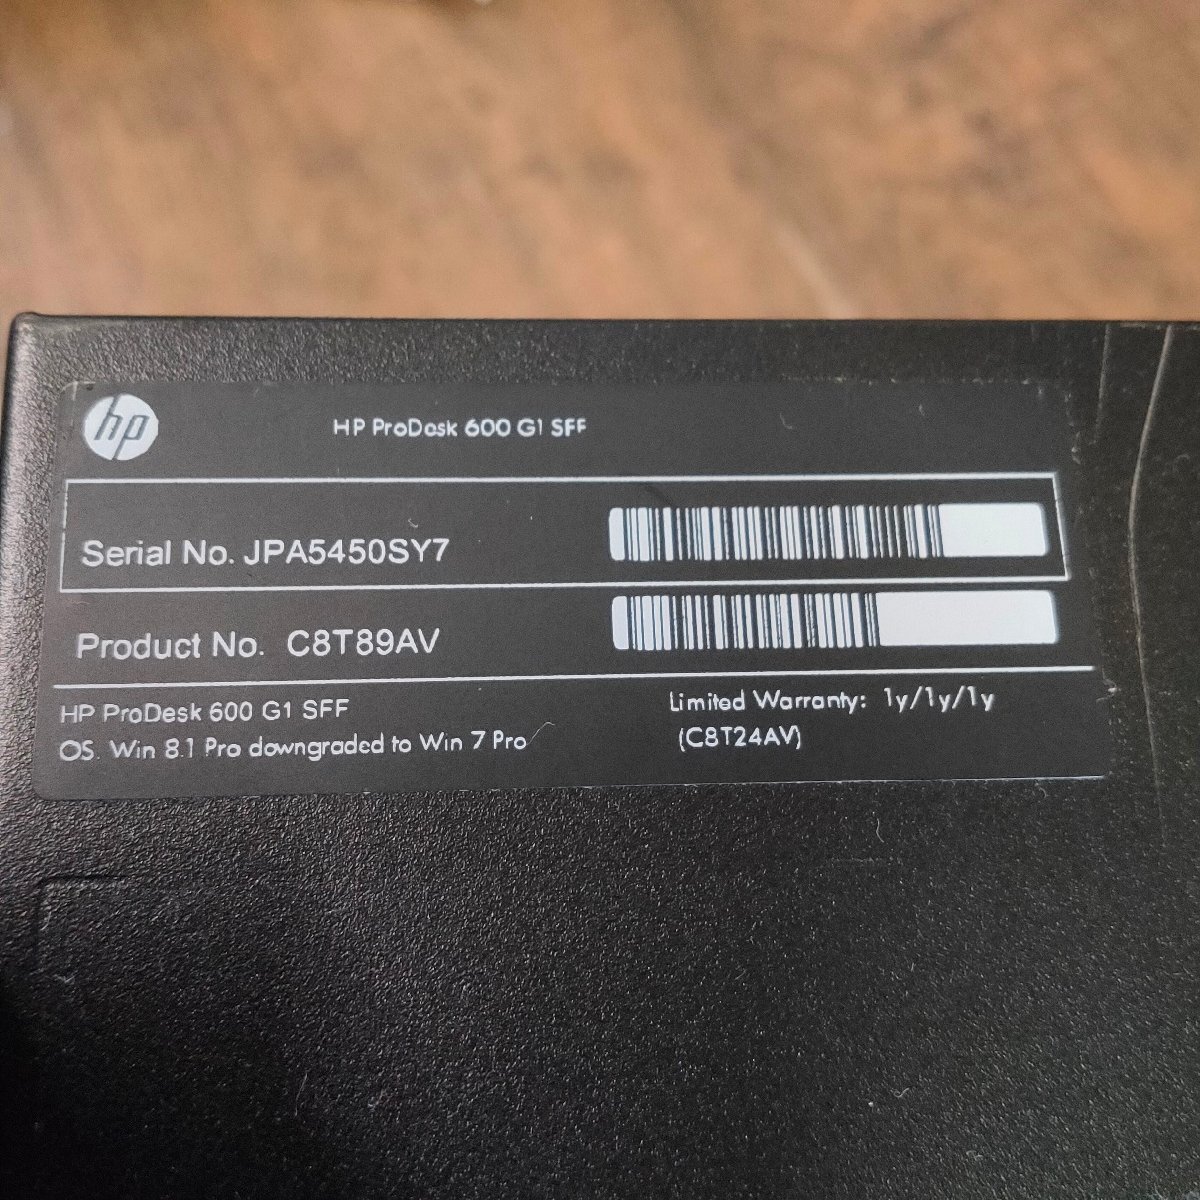 hp
HP ProDesk 600 G1 SFF
Serial No. JPA5450SY7
Product No. C8T89AV
HP ProDesk 600 G1 SFF
Limited Warranty: 1y/1y/1y
OS. Win 8.1 Pro downgraded to Win 7 Pro
(C8T24AV)